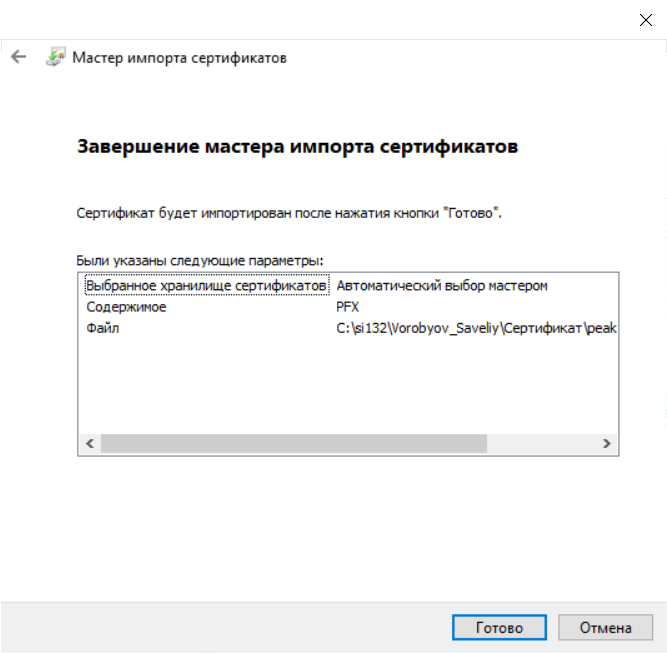 Мастер импорта сертификатов
Завершение мастера импорта сертификатов
Сертификат будет импортирован после нажатия кнопки "Готово".
Были указаны следующие параметры:
Выбранное хранилище сертификатов Автоматический выбор мастером
Содержимое PFX
Файл C:\si132\Vorobyov_Saveliy\Сертификат\peak
Готово Отмена